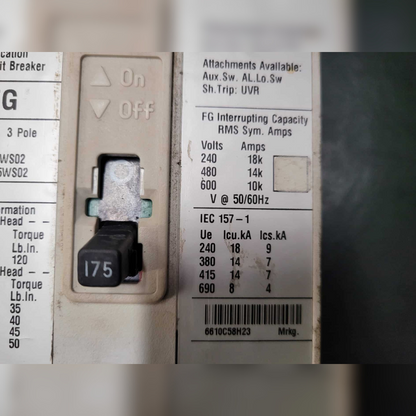 it Breaker
G
3 Pole
WS02
WS02
ormation
Head – –
Torque
Lb.In.
120
Head – –
Torque
Lb.In.
35
40
45
50
On
Off
175
Attachments Available:
Aux.Sw. AL.Lo.Sw
Sh.Trip: UVR
FG Interrupting Capacity
RMS Sym. Amps
Volts Amps
240 18k
480 14k
600 10k
V @ 50/60Hz
IEC 157–1
Ue Icu.kA Ics.kA
240 18 9
380 14 7
415 14 7
690 8 4
6610C58H23 Mrkg.